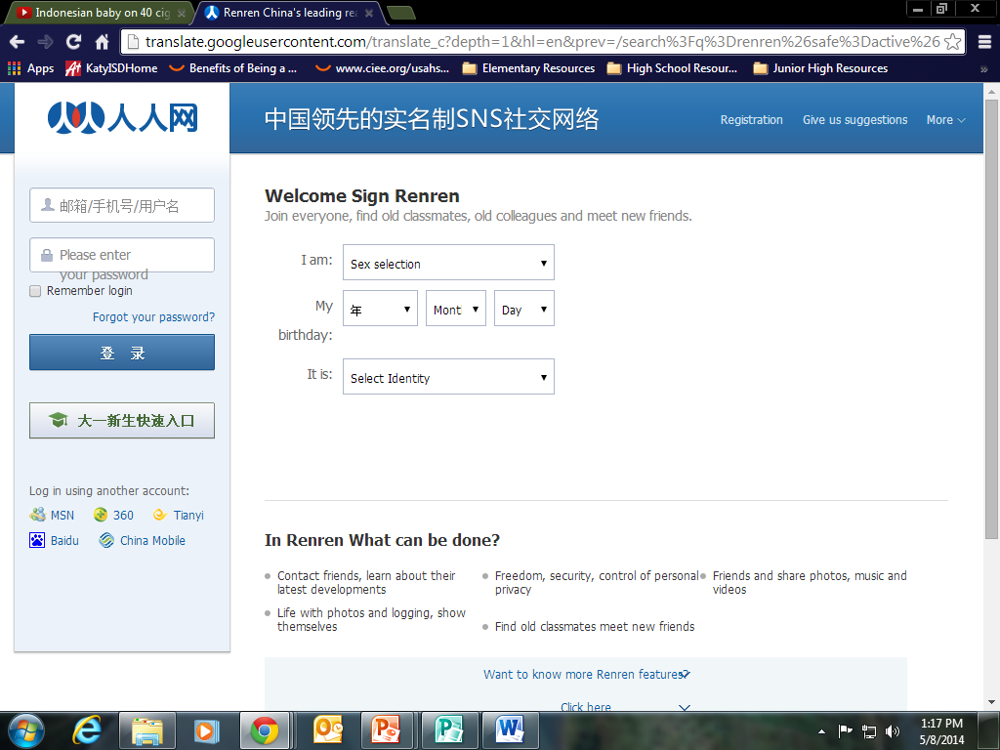 Indonesian baby on 40 cig
Renren China's leading rea
translate.googleusercontent.com/translate_c?depth=1&hl=en&prev=/search%3Fq%3Drenren%26safe%3Dactive%26
Apps
KatyISDHome
Benefits of Being a ...
www.ciee.org/usahs...
Elementary Resources
High School Resour...
Junior High Resources
»
人人网
中国领先的实名制SNS社交网络
Registration
Give us suggestions
More
邮箱/手机号/用户名
Please enter
your password
Remember login
Forgot your password?
登 录
大一新生快速入口
Log in using another account:
MSN
360
Tianyi
Baidu
China Mobile
Welcome Sign Renren
Join everyone, find old classmates, old colleagues and meet new friends.
I am:
Sex selection
My
birthday:
年
Mont
Day
It is:
Select Identity
In Renren What can be done?
Contact friends, learn about their
latest developments
Freedom, security, control of personal
privacy
Friends and share photos, music and
videos
Life with photos and logging, show
themselves
Find old classmates meet new friends
Want to know more Renren features?
Click here
1:17 PM
5/8/2014